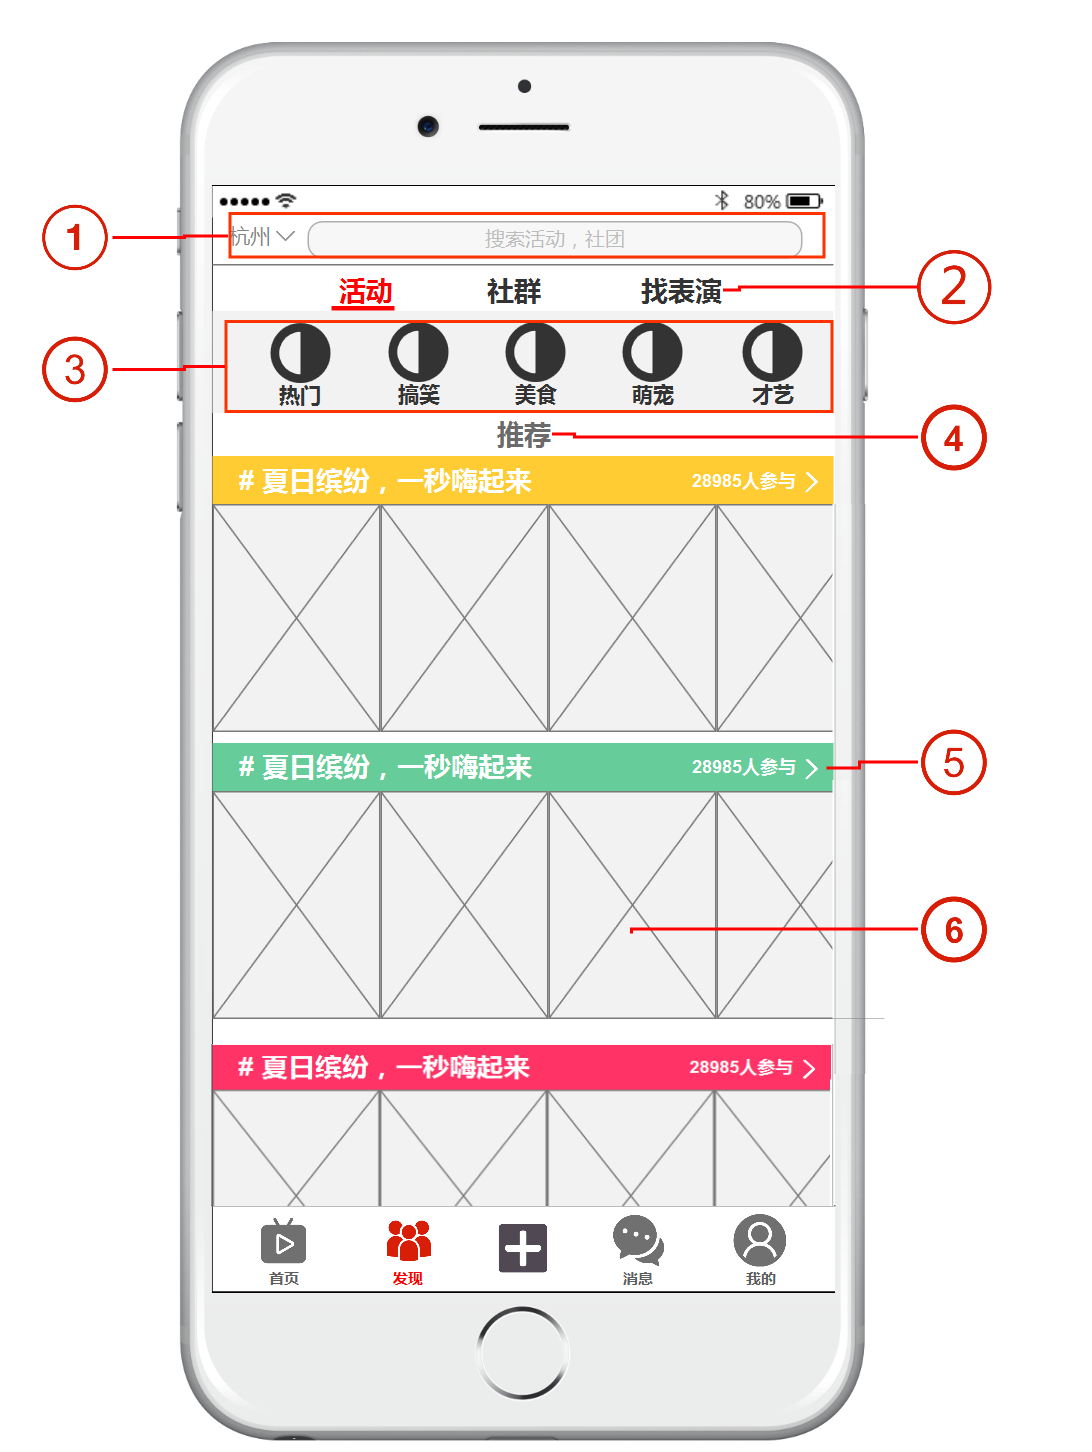 80%
1
杭州
搜索活动，社团
活动 社群 找表演
2
3
热门 搞笑 美食 萌宠 才艺
推荐
4
# 夏日缤纷，一秒嗨起来 28985人参与
# 夏日缤纷，一秒嗨起来 28985人参与
5
6
# 夏日缤纷，一秒嗨起来 28985人参与
首页 发现 消息 我的